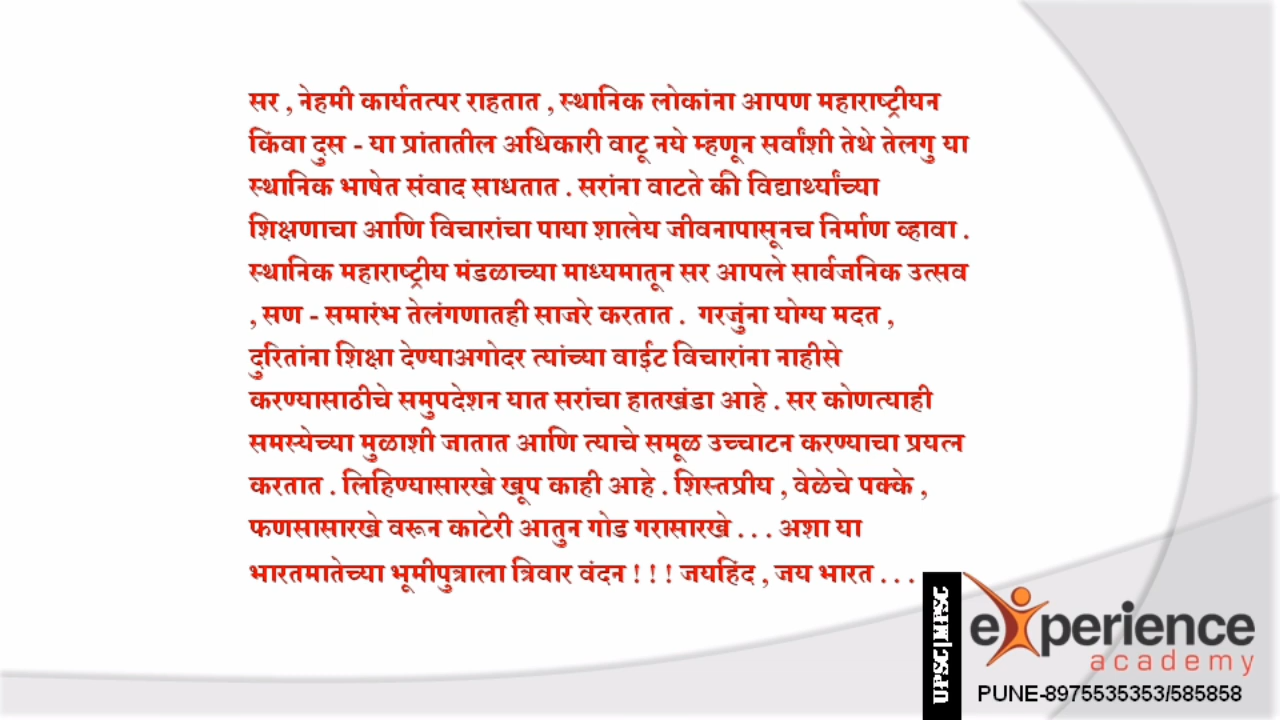 सर , नेहमी कार्यतत्पर राहतात , स्थानिक लोकांना आपण महाराष्ट्रीयन
किंवा दुस - या प्रांतातील अधिकारी वाटू नये म्हणून सर्वांशी तेथे तेलगु या
स्थानिक भाषेत संवाद साधतात . सरांना वाटते की विद्यार्थ्यांच्या
शिक्षणाचा आणि विचारांचा पाया शालेय जीवनापासूनच निर्माण व्हावा .
स्थानिक महाराष्ट्रीय मंडळाच्या माध्यमातून सर आपले सार्वजनिक उत्सव
, सण - समारंभ तेलंगणातही साजरे करतात . गरजुंना योग्य मदत ,
दुरितांना शिक्षा देण्याअगोदर त्यांच्या वाईट विचारांना नाहीसे
करण्यासाठीचे समुपदेशन यात सरांचा हातखंडा आहे . सर कोणत्याही
समस्येच्या मुळाशी जातात आणि त्याचे समूळ उच्चाटन करण्याचा प्रयत्न
करतात . लिहिण्यासारखे खूप काही आहे . शिस्तप्रीय , वेळेचे पक्के ,
फणसासारखे वरून काटेरी आतुन गोड गरासारखे . . . अशा या
भारतमातेच्या भूमीपुत्राला त्रिवार वंदन ! ! ! जयहिंद , जय भारत . . .
UPSC|MPSC
experience
academy
PUNE-8975535353/585858